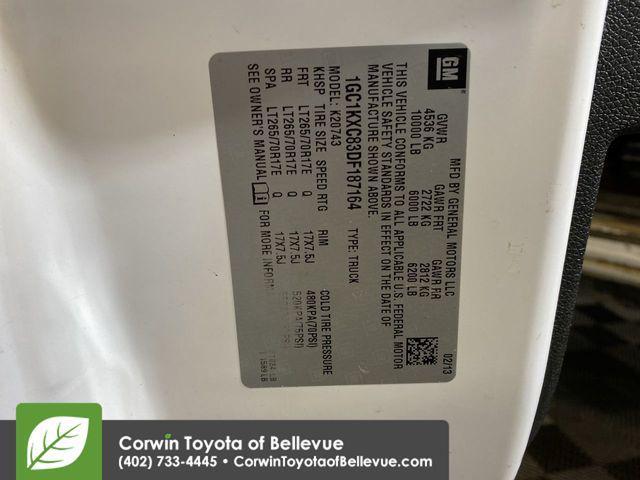 GM
MFD BY GENERAL MOTORS LLC
02/13
GVWR GAWR FRT GAWR RR
4536 KG 2722 KG 2812 KG
10000 LB 6000 LB 6200 LB
THIS VEHICLE CONFORMS TO ALL APPLICABLE U.S. FEDERAL MOTOR
VEHICLE SAFETY STANDARDS IN EFFECT ON THE DATE OF
MANUFACTURE SHOWN ABOVE.
1GC1KXC83DF187164 TYPE: TRUCK
MODEL: K20743
KHSP TIRE SIZE SPEED RTG RIM COLD TIRE PRESSURE
FRT LT265/70R17E Q 17X7.5J 480KPA(70PSI)
RR LT265/70R17E Q 17X7.5J 520KPA(75PSI)
SPA LT265/70R17E Q 17X7.5J
SEE OWNER'S MANUAL FOR MORE
Corwin Toyota of Bellevue
(402) 733-4445 • CorwinToyotaofBellevue.com